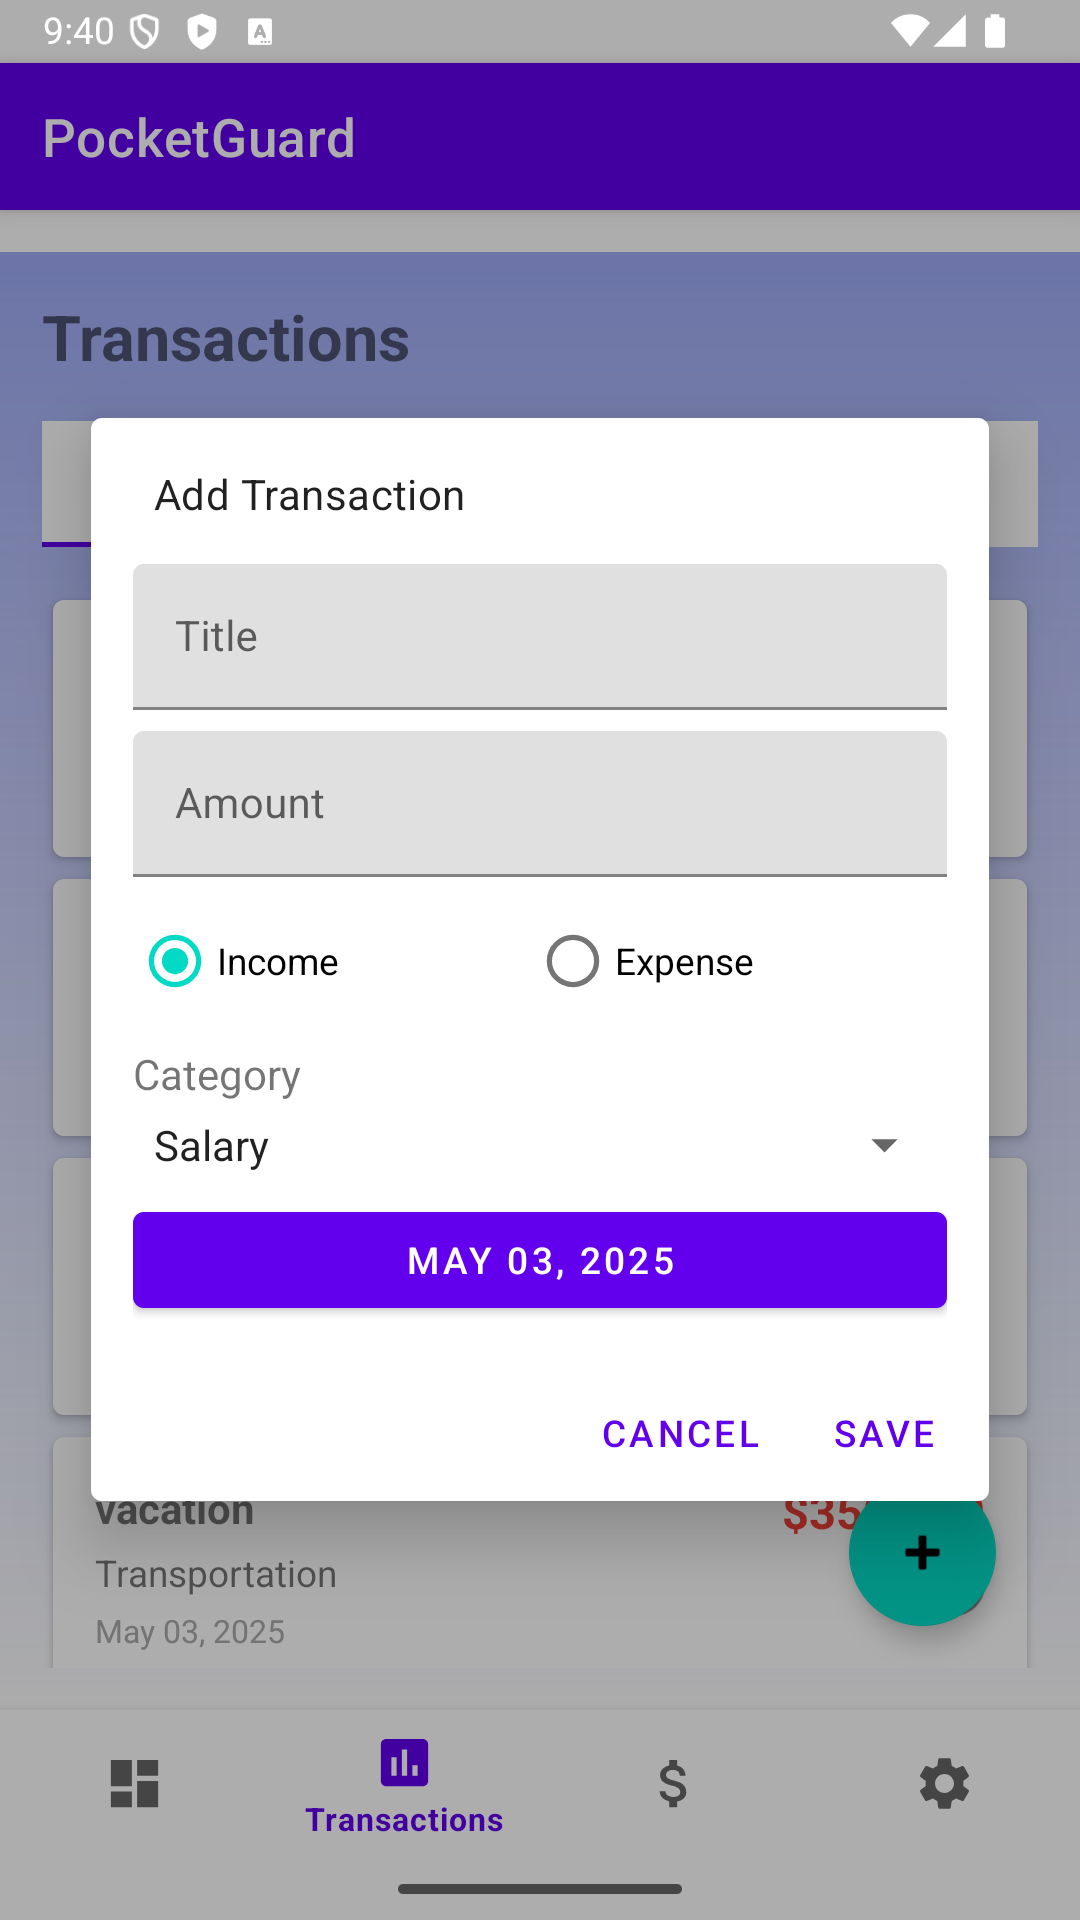 9:40
PocketGuard
Transactions
Add Transaction
Title
Amount
Income
Expense
Category
Salary
MAY 03, 2025
CANCEL
SAVE
vacation
$35
Transportation
May 03, 2025
Transactions